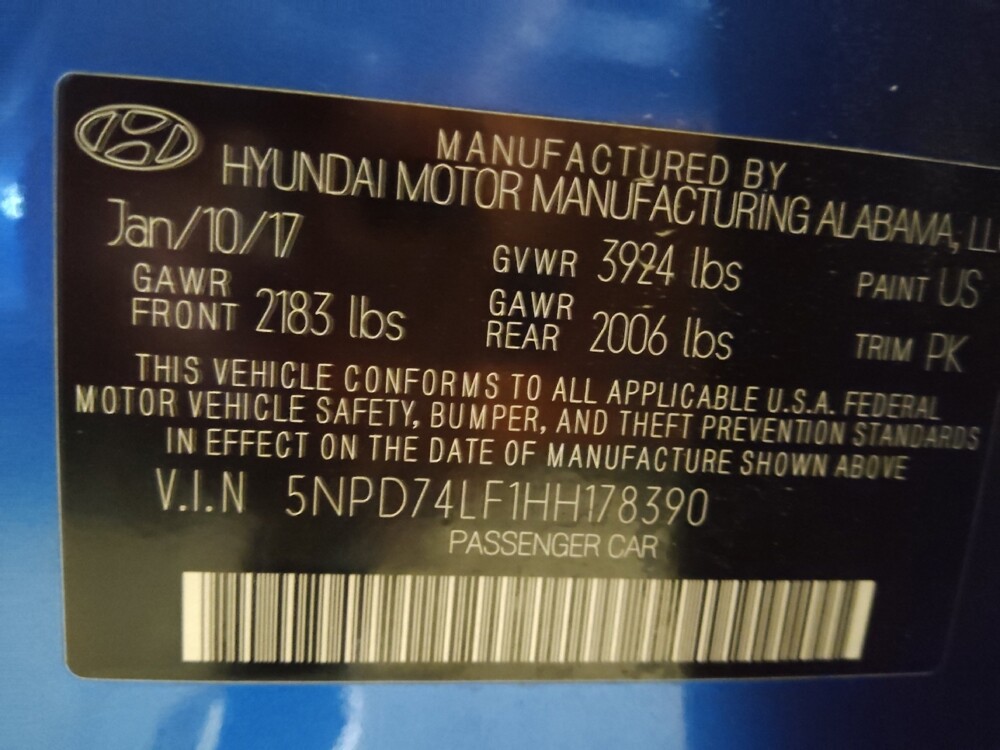 MANUFACTURED BY
HYUNDAI MOTOR MANUFACTURING ALABAMA,
Jan/10/17
GVWR 3924 lbs
PAINT US
GAWR
FRONT 2183 lbs
GAWR
REAR 2006 lbs
TRIM PK
THIS VEHICLE CONFORMS TO ALL APPLICABLE U.S.A. FEDERAL
MOTOR VEHICLE SAFETY, BUMPER, AND THEFT PREVENTION STANDARDS
IN EFFECT ON THE DATE OF MANUFACTURE SHOWN ABOVE
V.I.N 5NPD74LF1HH178390
PASSENGER CAR